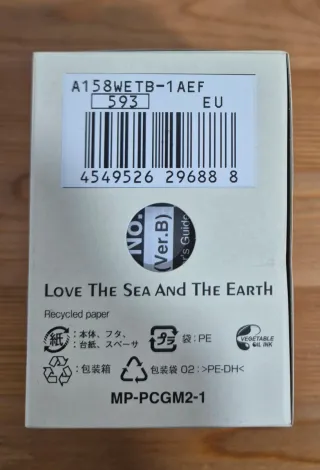 A158WETB-1AEF
593 EU
4549526 29688 8
NO.
(Ver.B)
r's Guide
LOVE THE SEA AND THE EARTH
Recycled paper
紙 :本体、フタ、
:台紙、スペーサ
プラ 袋:PE
VEGETABLE
OIL INK
:包装箱
:包装袋 02:>PE-DH<
MP-PCGM2-1